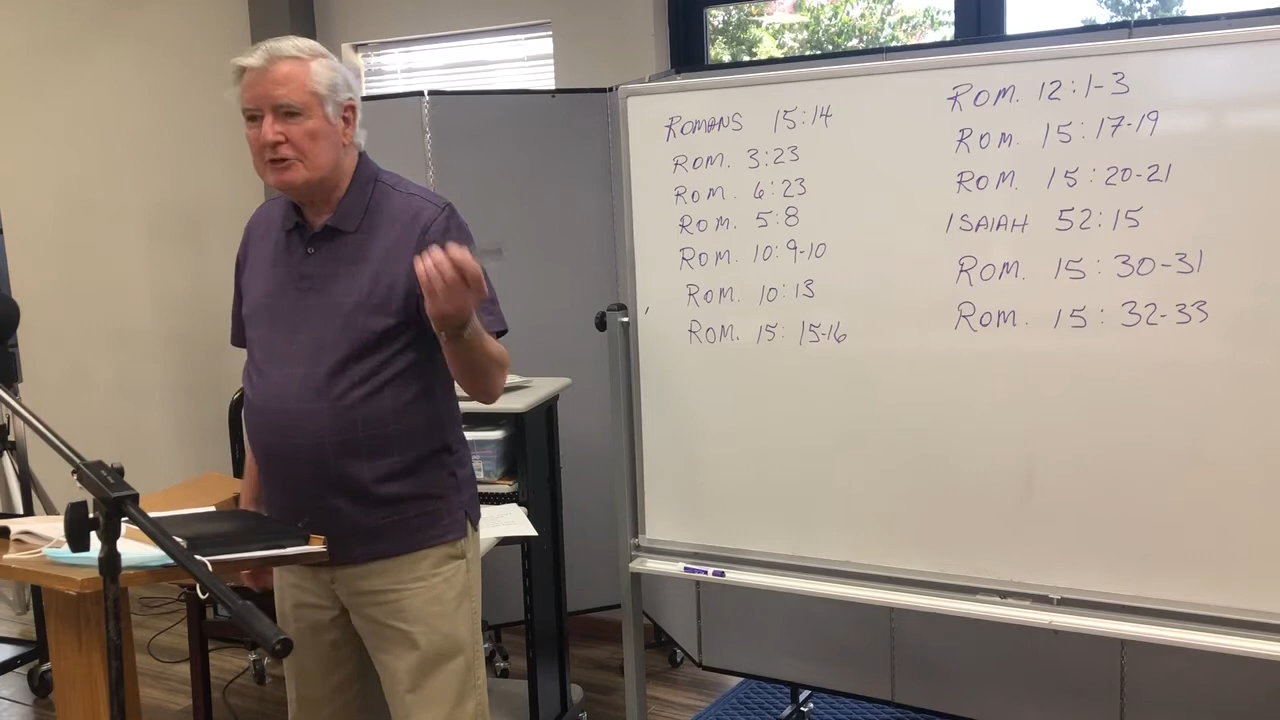 ROMANS 15:14
ROM. 3:23
ROM. 6:23
ROM. 5:8
ROM. 10:9-10
ROM. 10:13
ROM. 15: 15-16
ROM. 12:1-3
ROM. 15:17-19
ROM. 15:20-21
ISAIAH 52:15
ROM. 15:30-31
ROM. 15:32-33